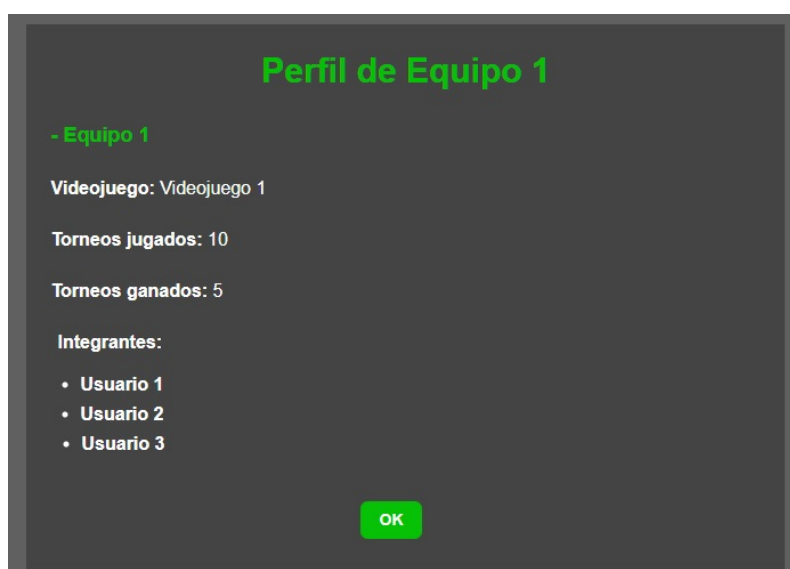 Perfil de Equipo 1
- Equipo 1
Videojuego: Videojuego 1
Torneos jugados: 10
Torneos ganados: 5
Integrantes:
• Usuario 1
• Usuario 2
• Usuario 3
OK